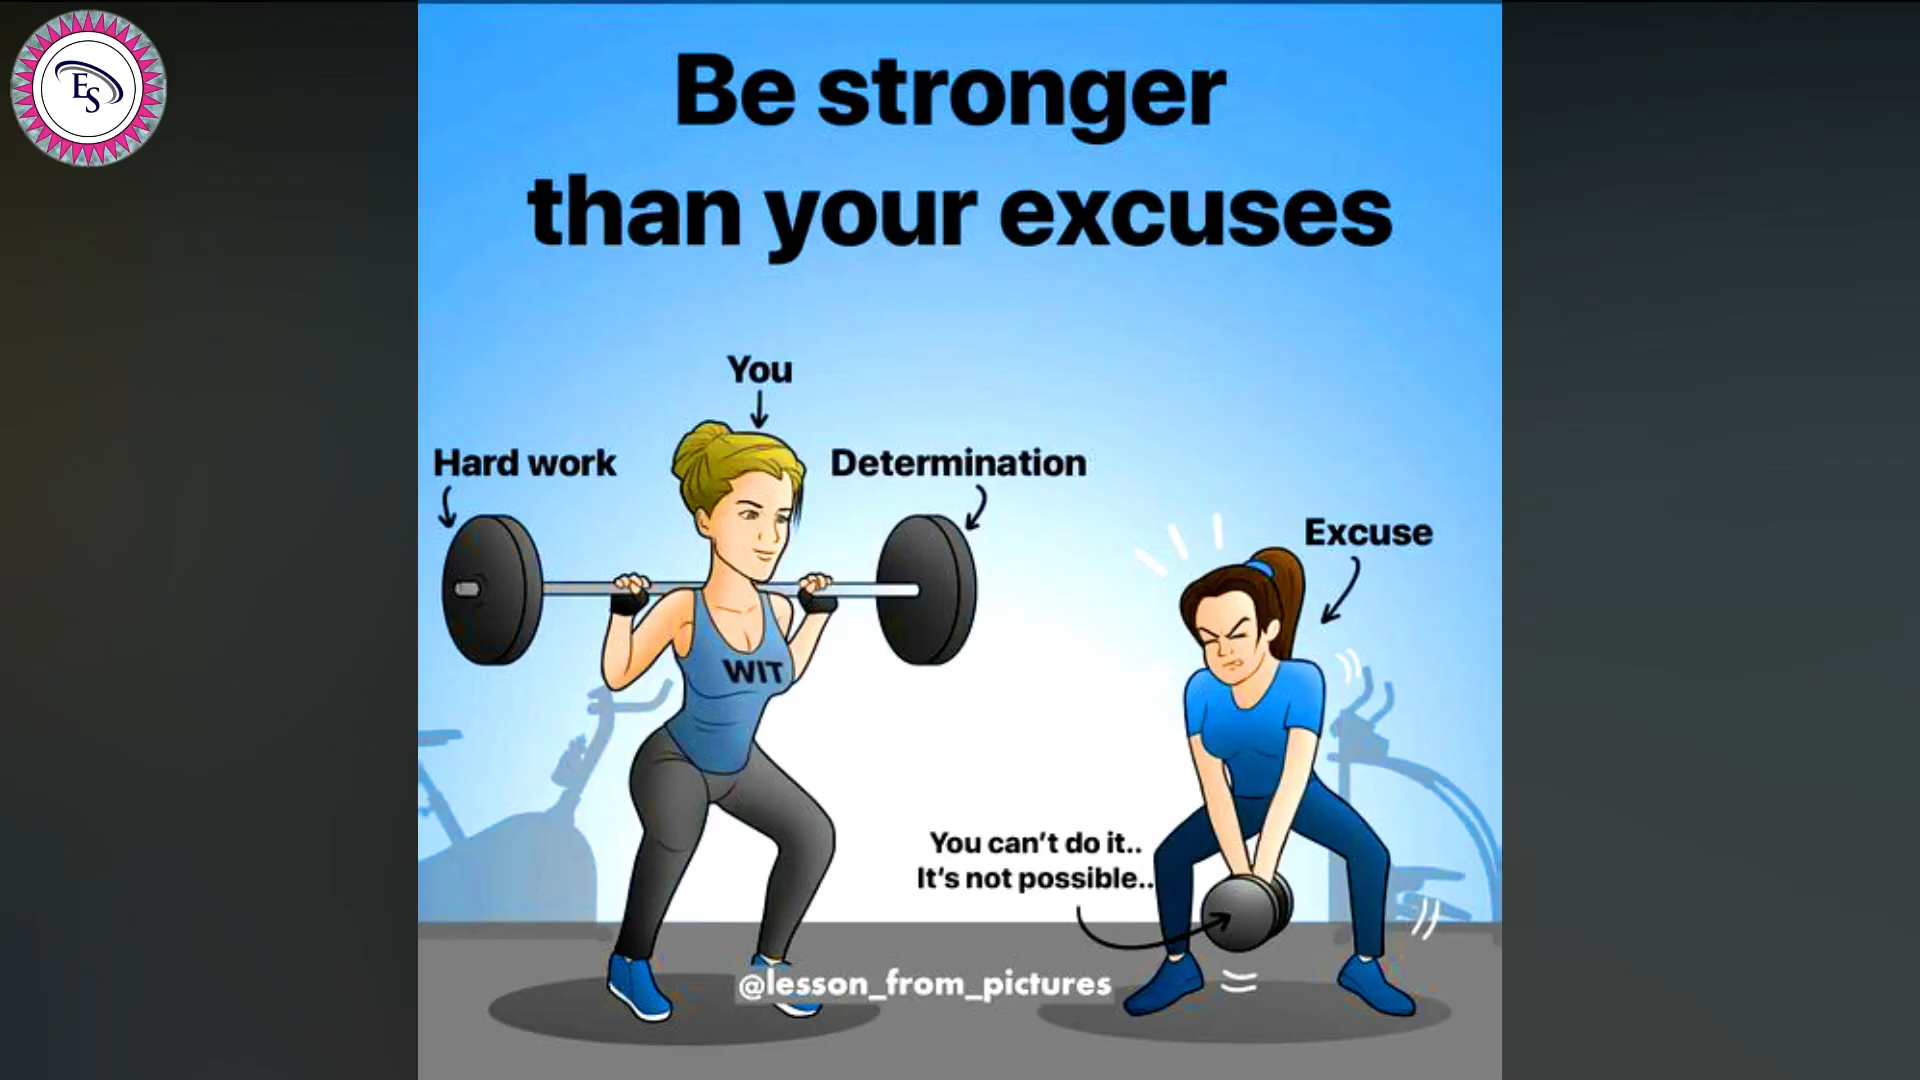 ES
Be stronger
than your excuses
You
Hard work
Determination
Excuse
WIT
You can't do it..
It's not possible..
@lesson_from_pictures